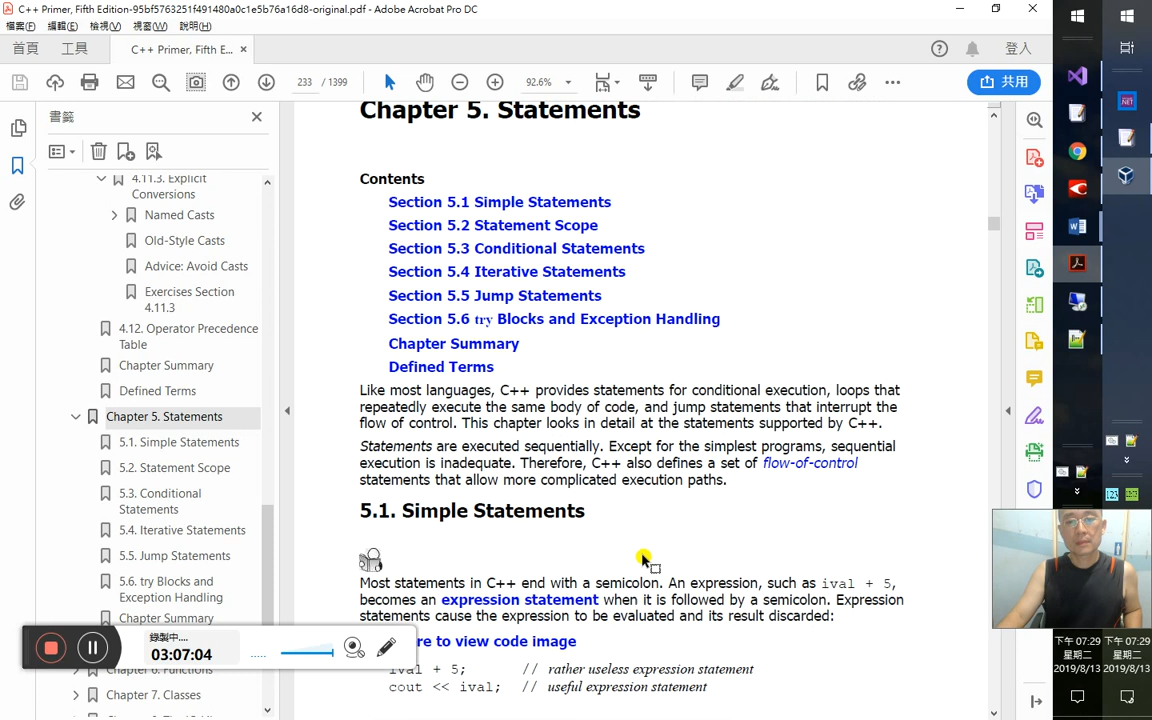 C++ Primer, Fifth Edition-95bf5763251f491480a0c1e5b76a16d8-original.pdf - Adobe Acrobat Pro DC
檔案(F) 編輯(E) 檢視(V) 視窗(W) 說明(H)
首頁 工具 C++ Primer, Fifth E... × 登入
233 / 1399 92.6% 共用
書籤
4.11.3. Explicit
Conversions
Named Casts
Old-Style Casts
Advice: Avoid Casts
Exercises Section
4.11.3
4.12. Operator Precedence
Table
Chapter Summary
Defined Terms
Chapter 5. Statements
5.1. Simple Statements
5.2. Statement Scope
5.3. Conditional
Statements
5.4. Iterative Statements
5.5. Jump Statements
5.6. try Blocks and
Exception Handling
Chapter Summary
Chapter 6. Functions
Chapter 7. Classes
Chapter 5. Statements
Contents
Section 5.1 Simple Statements
Section 5.2 Statement Scope
Section 5.3 Conditional Statements
Section 5.4 Iterative Statements
Section 5.5 Jump Statements
Section 5.6 try Blocks and Exception Handling
Chapter Summary
Defined Terms
Like most languages, C++ provides statements for conditional execution, loops that
repeatedly execute the same body of code, and jump statements that interrupt the
flow of control. This chapter looks in detail at the statements supported by C++.
Statements are executed sequentially. Except for the simplest programs, sequential
execution is inadequate. Therefore, C++ also defines a set of flow-of-control
statements that allow more complicated execution paths.
5.1. Simple Statements
Most statements in C++ end with a semicolon. An expression, such as ival + 5,
becomes an expression statement when it is followed by a semicolon. Expression
statements cause the expression to be evaluated and its result discarded:
re to view code image
ival + 5; // rather useless expression statement
cout << ival; // useful expression statement
錄製中....
03:07:04
下午 07:29
星期二
2019/8/13
下午 07:29
星期二
2019/8/13